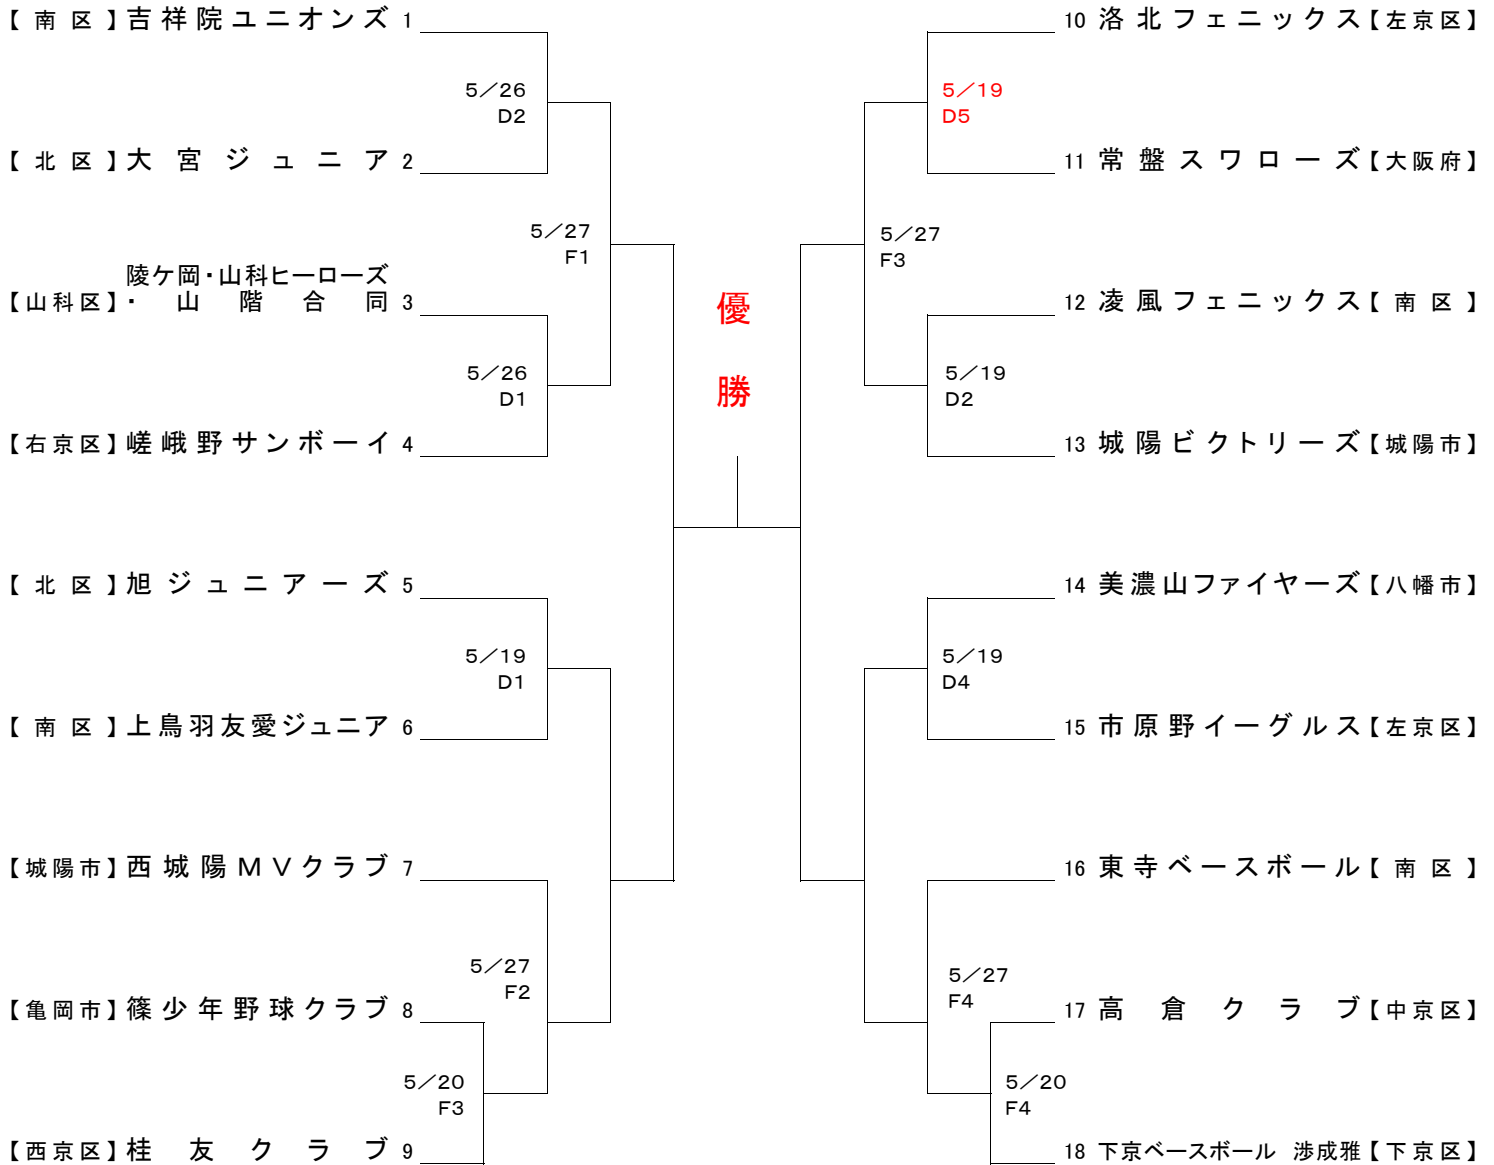 【南区】吉祥院ユニオンズ 1
5／26
D2
【北区】大宮ジュニア 2
5／27
F1
陵ケ岡・山科ヒーローズ
【山科区】・山階合同 3
5／26
D1
【右京区】嵯峨野サンボーイ 4
【北区】旭ジュニアーズ 5
5／19
D1
【南区】上鳥羽友愛ジュニア 6
【城陽市】西城陽ＭＶクラブ 7
5／27
F2
【亀岡市】篠少年野球クラブ 8
5／20
F3
【西京区】桂友クラブ 9
優
勝
10 洛北フェニックス【左京区】
5／19
D5
11 常盤スワローズ【大阪府】
5／27
F3
12 凌風フェニックス【南区】
5／19
D2
13 城陽ビクトリーズ【城陽市】
14 美濃山ファイヤーズ【八幡市】
5／19
D4
15 市原野イーグルス【左京区】
16 東寺ベースボール【南区】
5／27
F4
17 高倉クラブ【中京区】
5／20
F4
18 下京ベースボール 渉成雅【下京区】